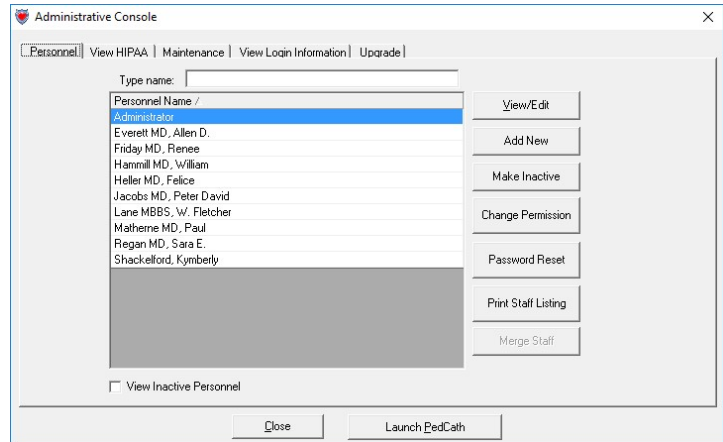 Administrative Console
Personnel View HIPAA Maintenance View Login Information Upgrade
Type name:
Personnel Name /
Administrator
Everett MD, Allen D.
Friday MD, Renee
Hammill MD, William
Heller MD, Felice
Jacobs MD, Peter David
Lane MBBS, W. Fletcher
Matherne MD, Paul
Regan MD, Sara E.
Shackelford, Kymberly
View/Edit
Add New
Make Inactive
Change Permission
Password Reset
Print Staff Listing
Merge Staff
View Inactive Personnel
Close Launch PedCath